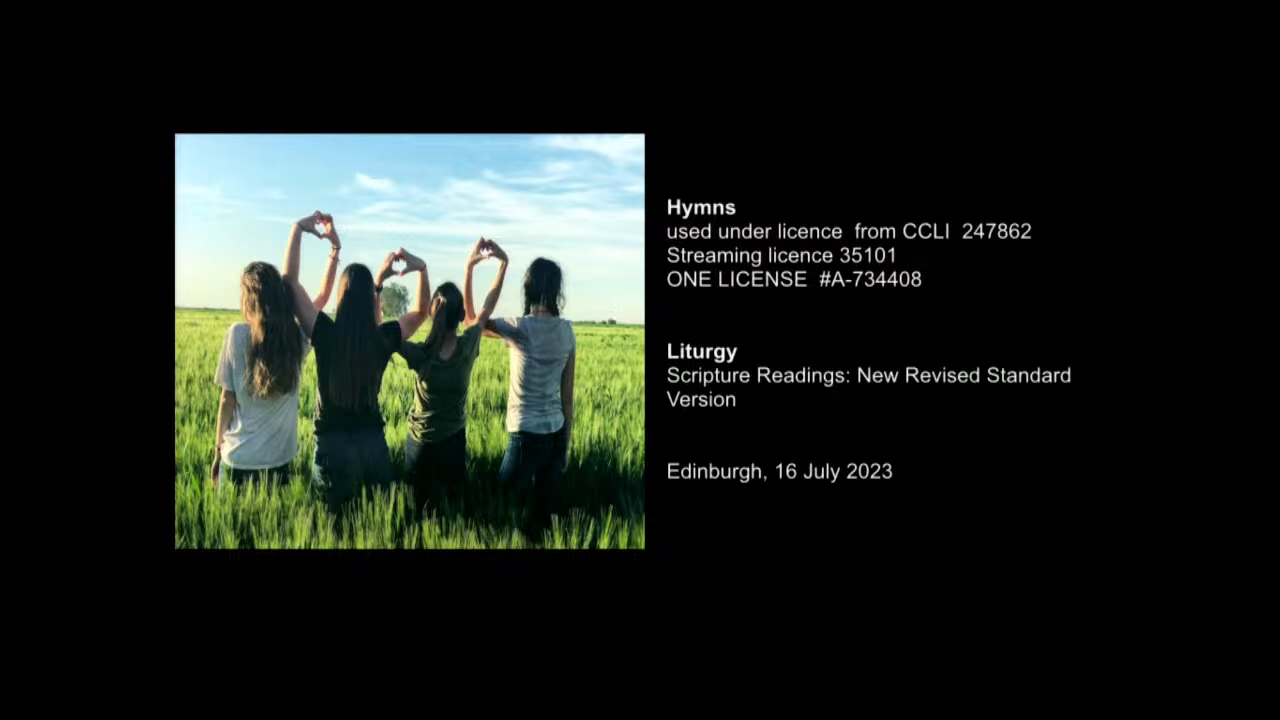 Hymns
used under licence  from CCLI  247862
Streaming licence 35101
ONE LICENSE  #A-734408
Liturgy
Scripture Readings: New Revised Standard
Version
Edinburgh, 16 July 2023